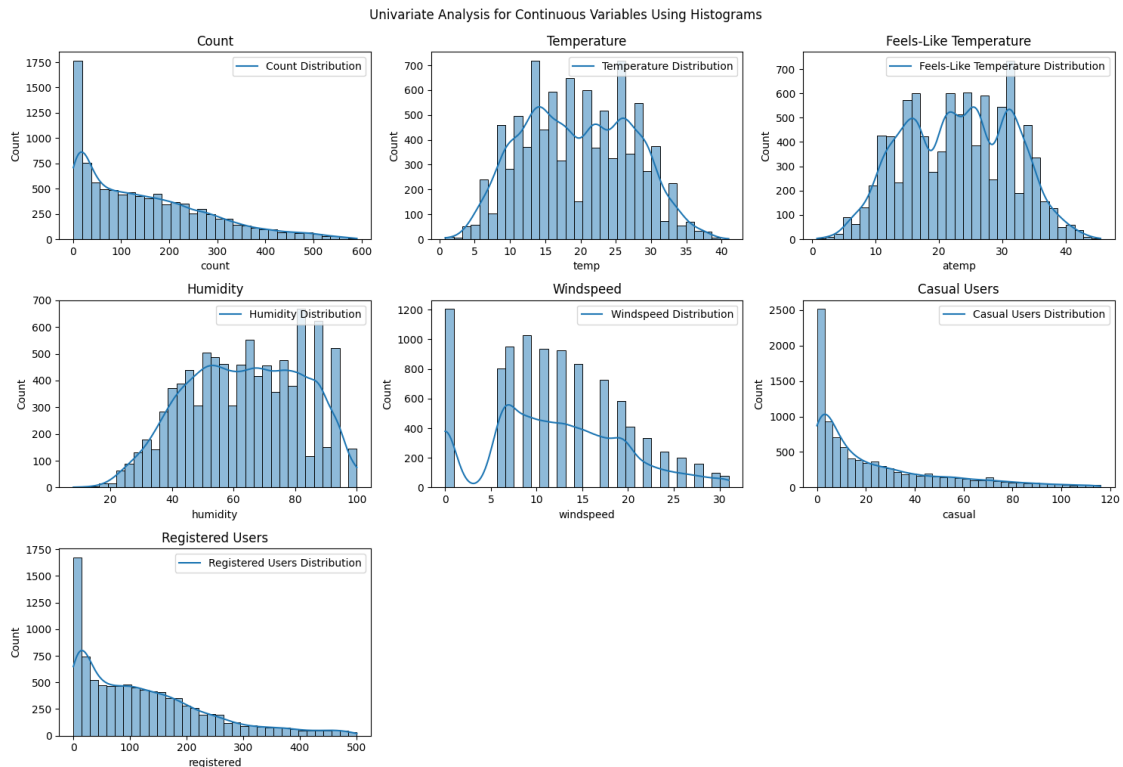 Univariate Analysis for Continuous Variables Using Histograms
Count
Count Distribution
Count
1750
1500
1250
1000
750
500
250
0
0 100 200 300 400 500 600
count
Temperature
Temperature Distribution
Count
700
600
500
400
300
200
100
0
0 5 10 15 20 25 30 35 40
temp
Feels-Like Temperature
Feels-Like Temperature Distribution
Count
700
600
500
400
300
200
100
0
0 10 20 30 40
atemp
Humidity
Humidity Distribution
Count
700
600
500
400
300
200
100
0
20 40 60 80 100
humidity
Windspeed
Windspeed Distribution
Count
1200
1000
800
600
400
200
0
0 5 10 15 20 25 30
windspeed
Casual Users
Casual Users Distribution
Count
2500
2000
1500
1000
500
0
0 20 40 60 80 100 120
casual
Registered Users
Registered Users Distribution
Count
1750
1500
1250
1000
750
500
250
0
0 100 200 300 400 500
registered